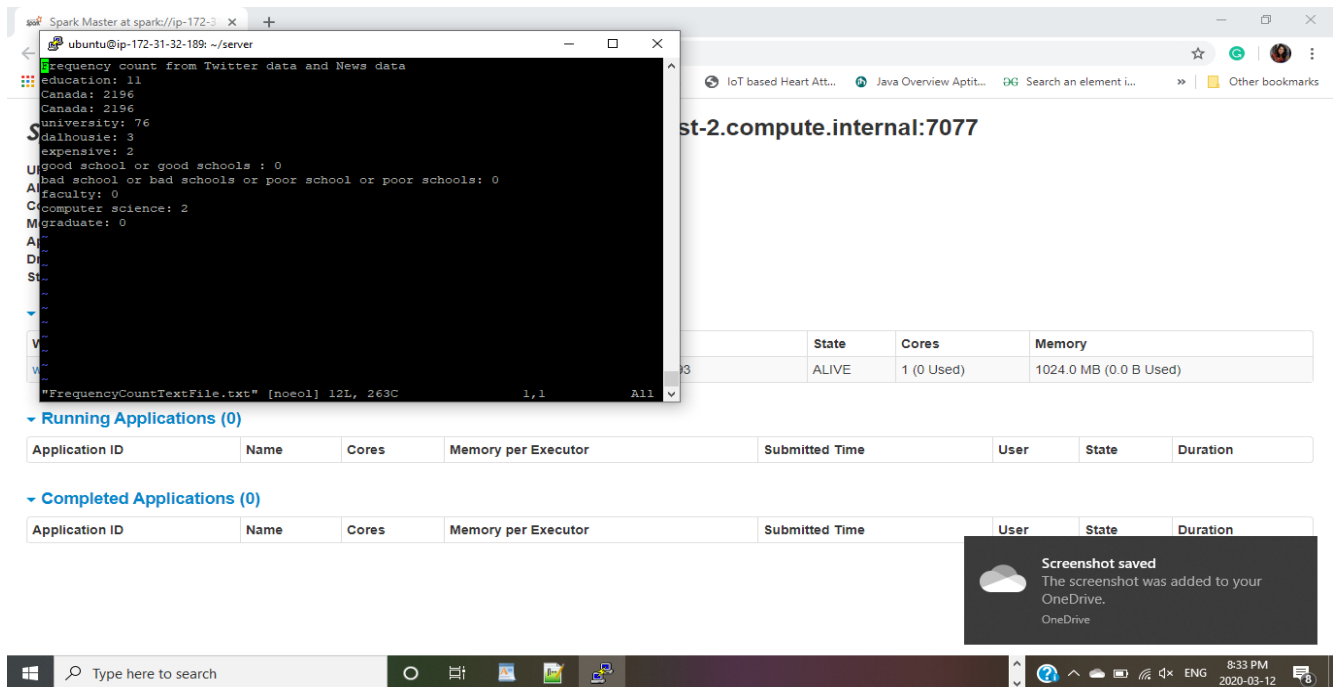 Spark Master at spark://ip-172-3
ubuntu@ip-172-31-32-189: ~/server
Frequency count from Twitter data and News data
education: 11
Canada: 2196
Canada: 2196
university: 76
dalhousie: 3
expensive: 2
good school or good schools : 0
bad school or bad schools or poor school or poor schools: 0
faculty: 0
computer science: 2
graduate: 0
~
~
~
~
~
~
~
~
~
"FrequencyCountTextFile.txt" [noeol] 12L, 263C 1,1 All
IoT based Heart Att... Java Overview Aptit... Search an element i... » Other bookmarks
st-2.compute.internal:7077
State Cores Memory
93 ALIVE 1 (0 Used) 1024.0 MB (0.0 B Used)
Running Applications (0)
Application ID Name Cores Memory per Executor Submitted Time User State Duration
Completed Applications (0)
Application ID Name Cores Memory per Executor Submitted Time User State Duration
Screenshot saved
The screenshot was added to your
OneDrive.
OneDrive
Type here to search
ENG
8:33 PM
2020-03-12
8